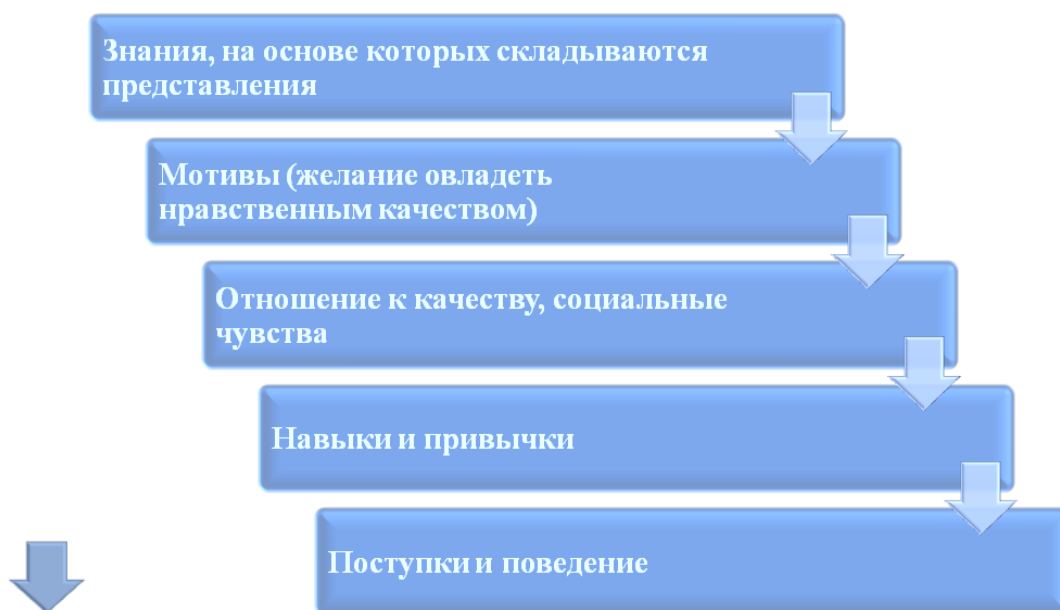 Знания, на основе которых складываются
представления
Мотивы (желание овладеть
нравственным качеством)
Отношение к качеству, социальные
чувства
Навыки и привычки
Поступки и поведение